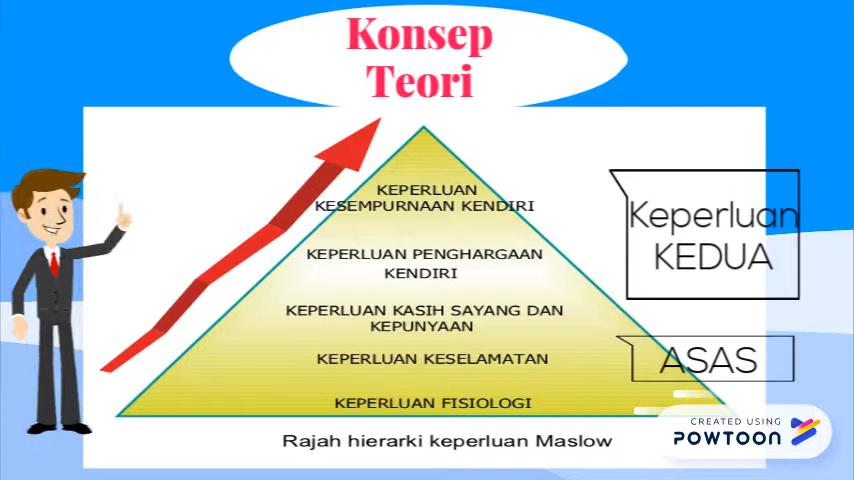 Konsep
Teori
KEPERLUAN
KESEMPURNAAN KENDIRI
KEPERLUAN PENGHARGAAN
KENDIRI
KEPERLUAN KASIH SAYANG DAN
KEPUNYAAN
KEPERLUAN KESELAMATAN
KEPERLUAN FISIOLOGI
Rajah hierarki keperluan Maslow
Keperluan
KEDUA
ASAS
CREATED USING
POWTOON